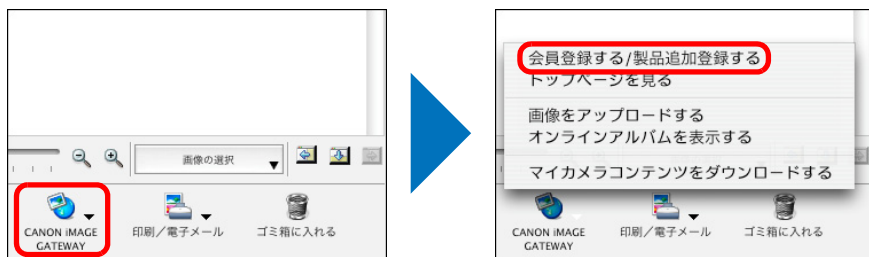 画像の選択
CANON iMAGE
GATEWAY
印刷／電子メール
ゴミ箱に入れる
会員登録する/製品追加登録する
トップページを見る
画像をアップロードする
オンラインアルバムを表示する
マイカメラコンテンツをダウンロードする
CANON iMAGE
GATEWAY
印刷／電子メール
ゴミ箱に入れる